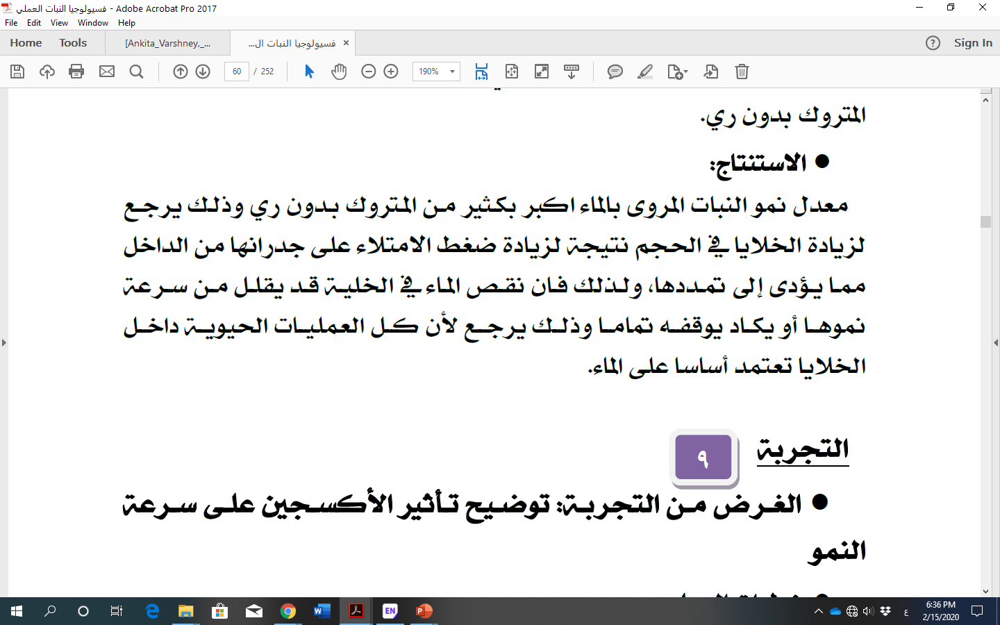 فسيولوجيا النبات العملي - Adobe Acrobat Pro 2017
File Edit View Window Help
Home Tools [Ankita_Varshney,_... فسيولوجيا النبات ال... × ? Sign In
60 / 252 190%
المتروك بدون ري.
● الاستنتاج:
معدل نمو النبات المروى بالماء اكبر بكثير من المتروك بدون ري وذلك يرجع
لزيادة الخلايا في الحجم نتيجة لزيادة ضغط الامتلاء على جدرانها من الداخل
مما يؤدى إلى تمددها، ولذلك فان نقص الماء في الخلية قد يقلل من سرعة
نموها أو يكاد يوقفه تماما وذلك يرجع لأن كل العمليات الحيوية داخل
الخلايا تعتمد أساسا على الماء.
التجربة ٩
● الغرض من التجربة: توضيح تأثير الأكسجين على سرعة
النمو
EN
ع
6:36 PM
2/15/2020